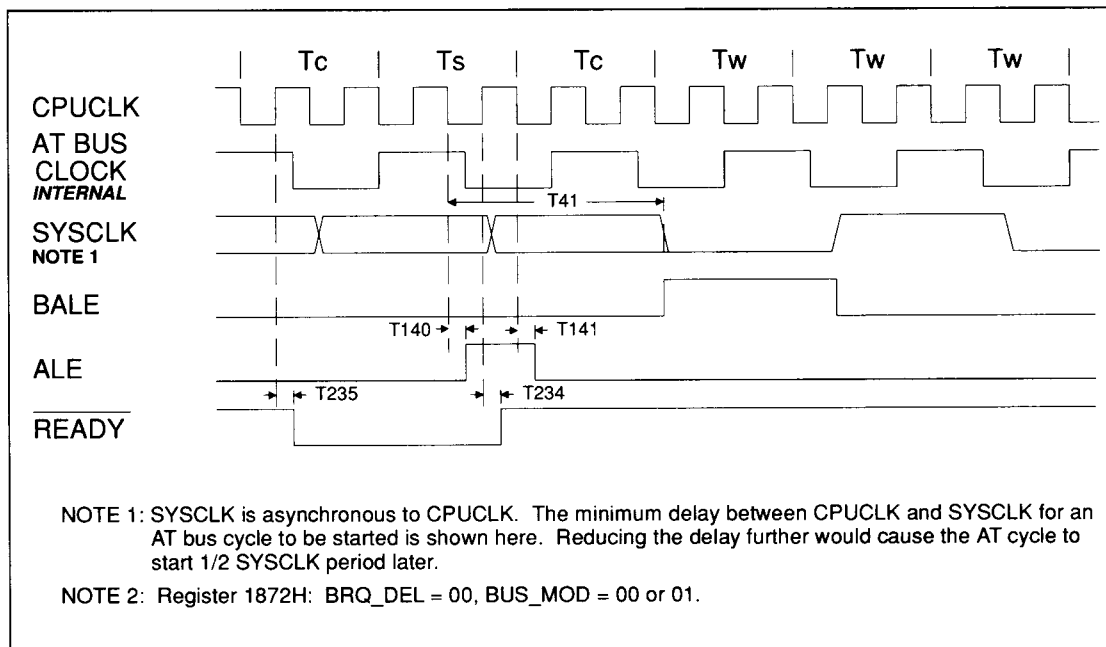 Tc Ts Tc Tw Tw Tw
CPUCLK
AT BUS
CLOCK
INTERNAL
T41
SYSCLK
NOTE 1
BALE
T140 T141
ALE
T235 T234
READY
NOTE 1: SYSCLK is asynchronous to CPUCLK. The minimum delay between CPUCLK and SYSCLK for an
AT bus cycle to be started is shown here. Reducing the delay further would cause the AT cycle to
start 1/2 SYSCLK period later.
NOTE 2: Register 1872H: BRQ_DEL = 00, BUS_MOD = 00 or 01.